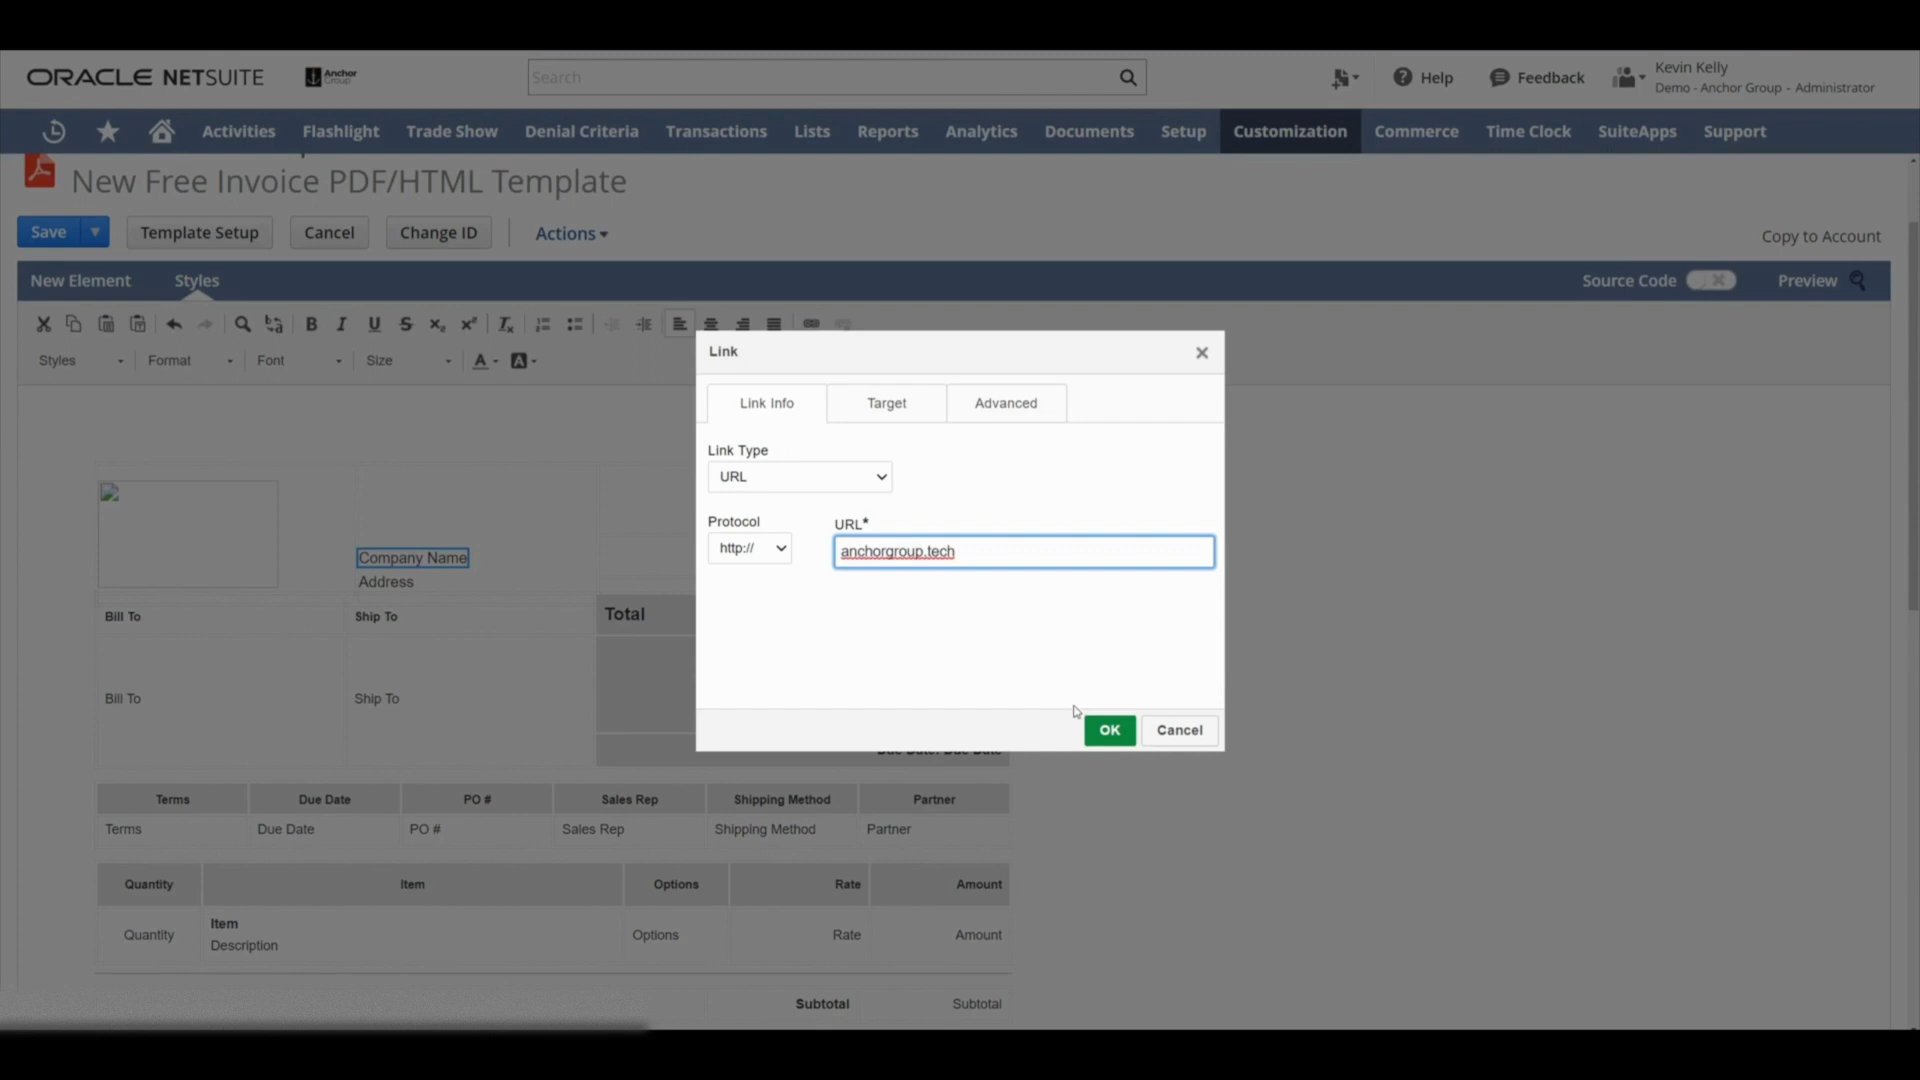 ORACLE NETSUITE Anchor Group Search Help Feedback Kevin Kelly
Demo - Anchor Group - Administrator
Activities Flashlight Trade Show Denial Criteria Transactions Lists Reports Analytics Documents Setup Customization Commerce Time Clock SuiteApps Support
New Free Invoice PDF/HTML Template
Save Template Setup Cancel Change ID Actions Copy to Account
New Element Styles Source Code Preview
Styles Format Font Size
Link
Link Info Target Advanced
Link Type
URL
Protocol URL*
http:// anchorgroup.tech
OK Cancel
Company Name
Address
Bill To Ship To Total
Bill To Ship To
Due Date: Due Date
Terms Due Date PO # Sales Rep Shipping Method Partner
Terms Due Date PO # Sales Rep Shipping Method Partner
Quantity Item Options Rate Amount
Item
Quantity Options Rate Amount
Description
Subtotal Subtotal